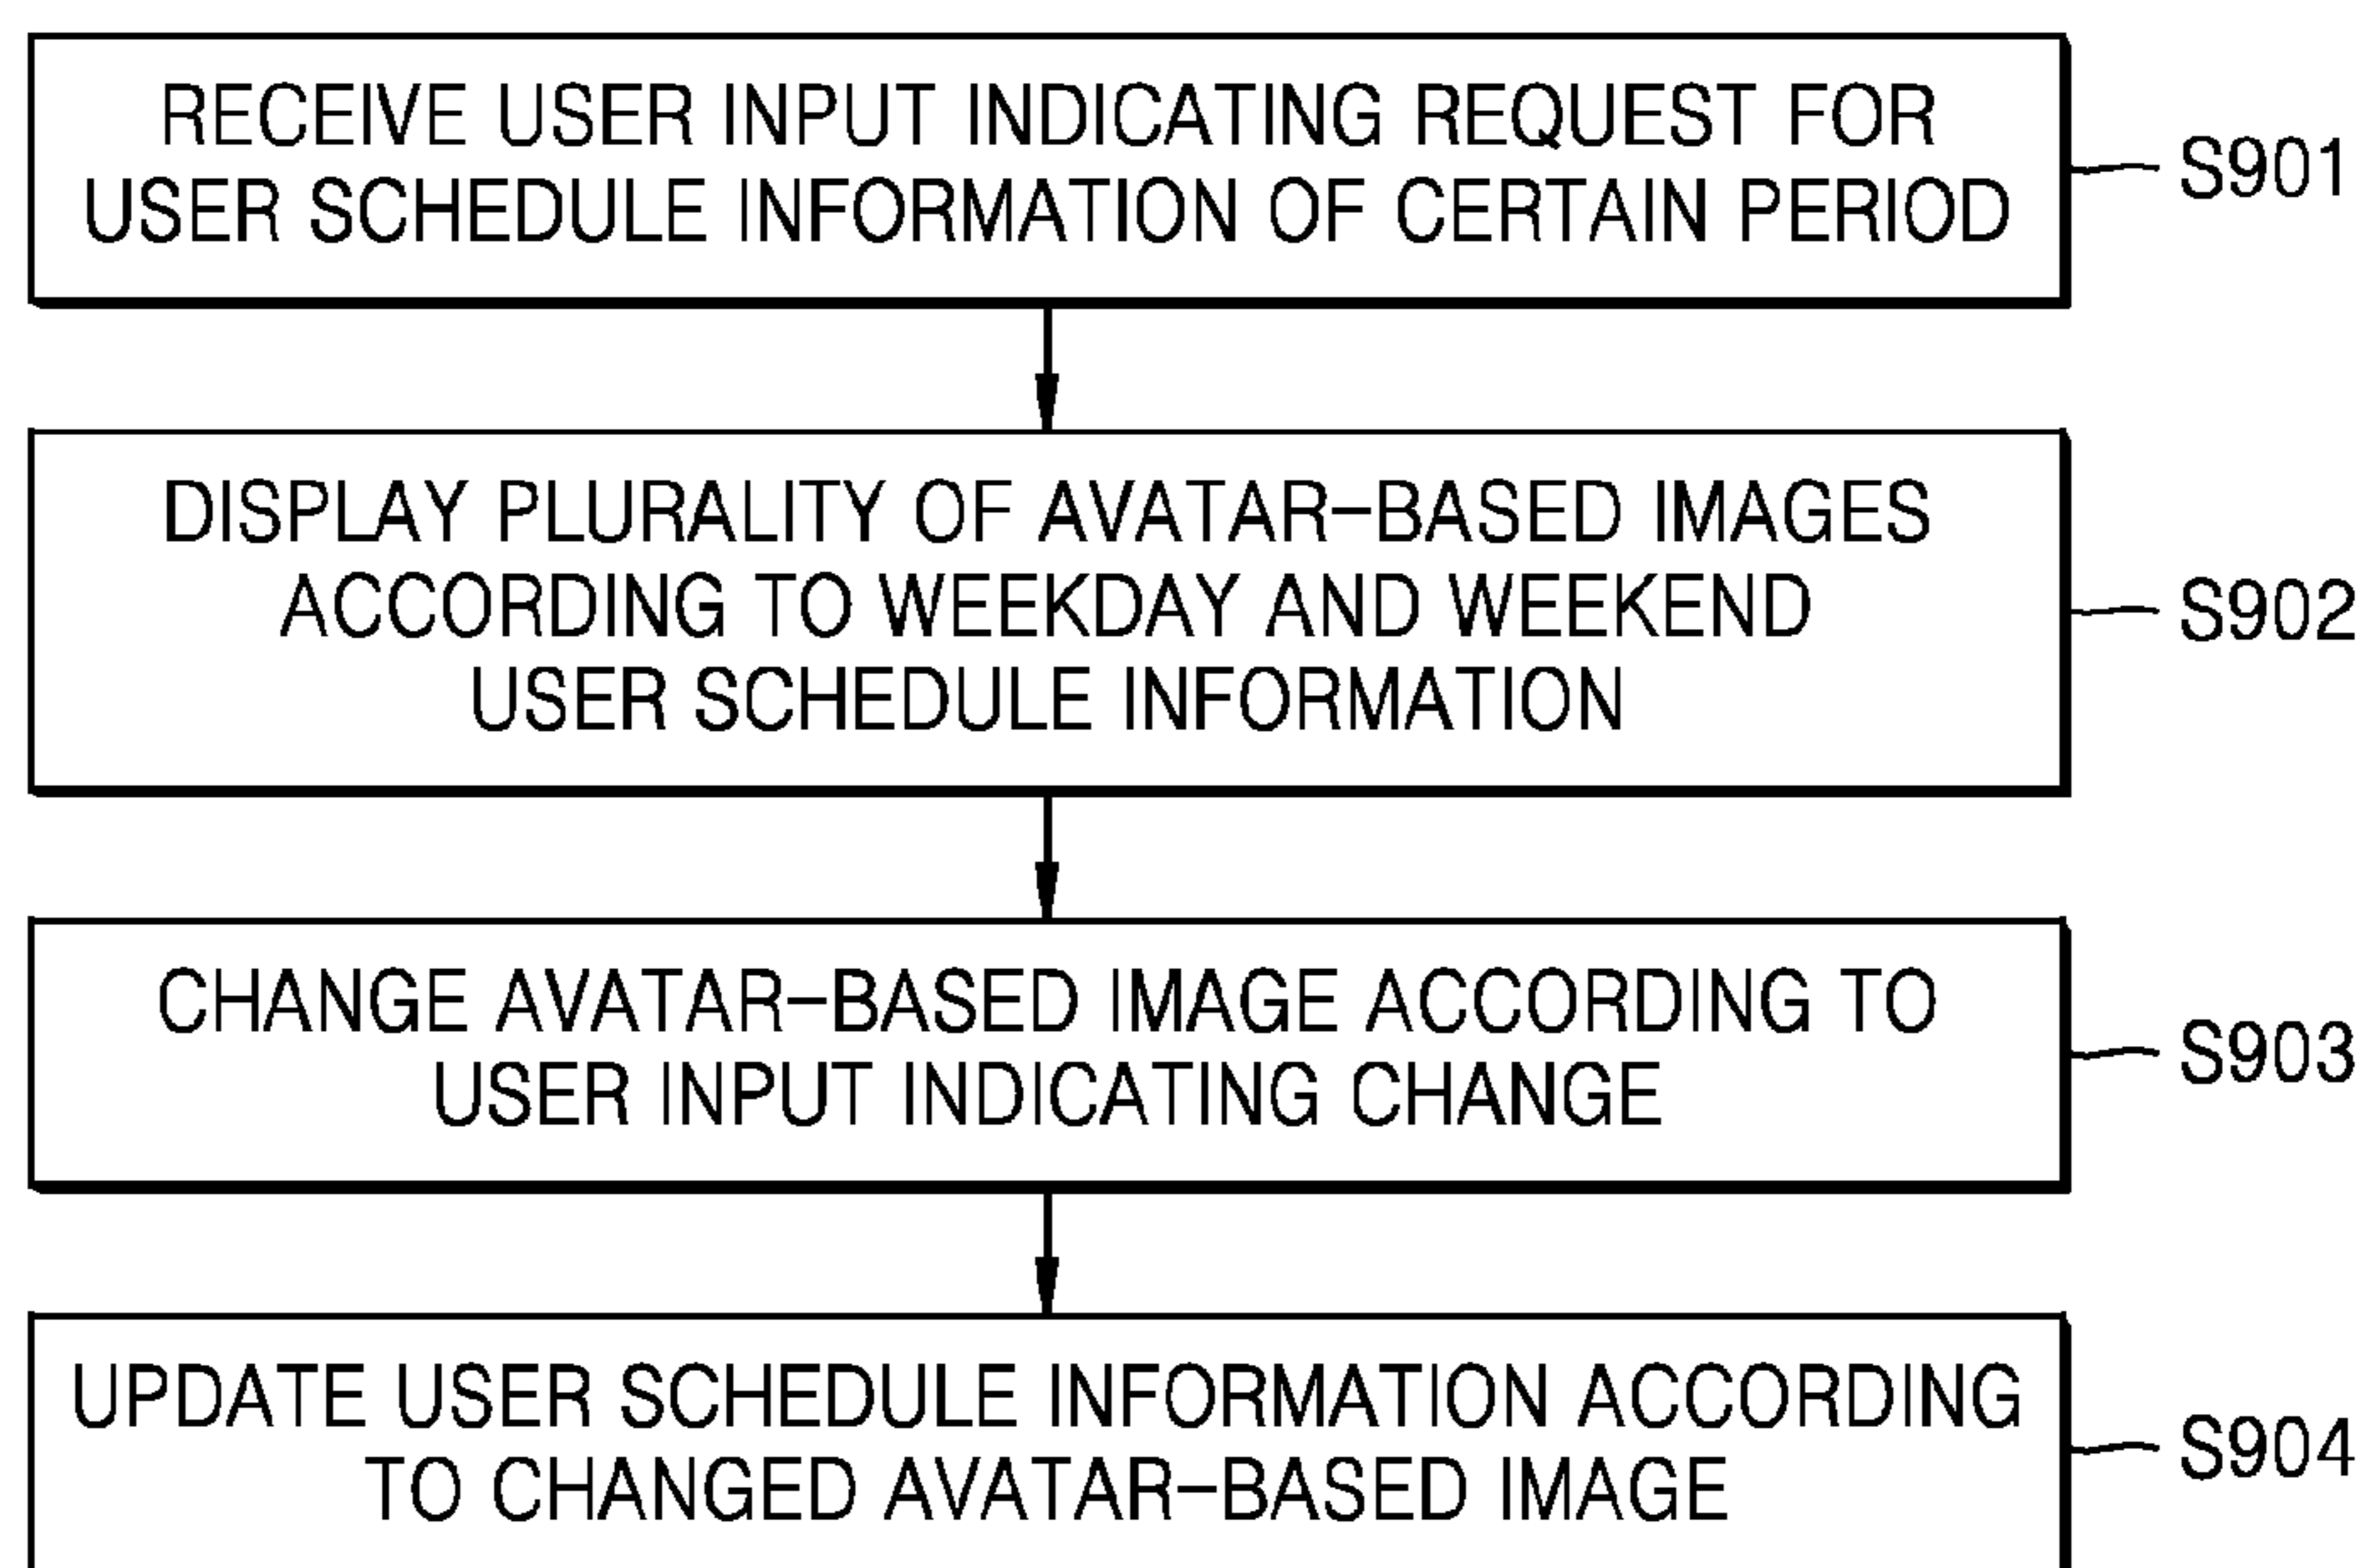 RECEIVE USER INPUT INDICATING REQUEST FOR
USER SCHEDULE INFORMATION OF CERTAIN PERIOD
S901
DISPLAY PLURALITY OF AVATAR-BASED IMAGES
ACCORDING TO WEEKDAY AND WEEKEND
USER SCHEDULE INFORMATION
S902
CHANGE AVATAR-BASED IMAGE ACCORDING TO
USER INPUT INDICATING CHANGE
S903
UPDATE USER SCHEDULE INFORMATION ACCORDING
TO CHANGED AVATAR-BASED IMAGE
S904